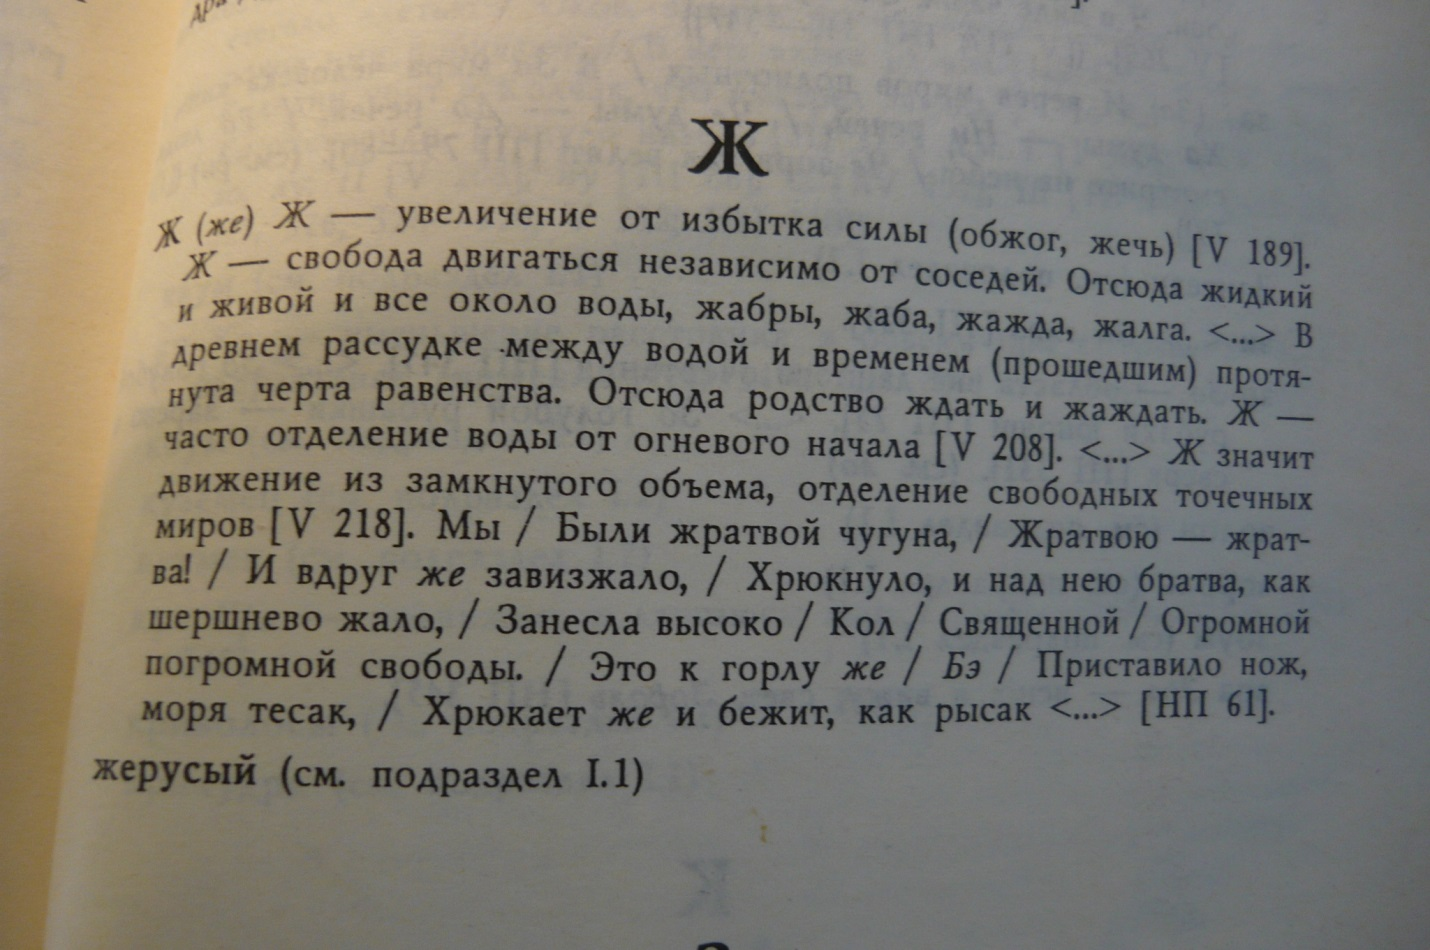 Ж
Ж (же) Ж — увеличение от избытка силы (обжог, жечь) [V 189].
Ж — свобода двигаться независимо от соседей. Отсюда жидкий
и живой и все около воды, жабры, жаба, жажда, жалга. <...> В
древнем рассудке между водой и временем (прошедшим) протя-
нута черта равенства. Отсюда родство ждать и жаждать. Ж —
часто отделение воды от огневого начала [V 208]. <...> Ж значит
движение из замкнутого объема, отделение свободных точечных
миров [V 218]. Мы / Были жратвой чугуна, / Жратвою — жрат-
ва! / И вдруг же завизжало, / Хрюкнуло, и над нею братва, как
шершнево жало, / Занесла высоко / Кол / Священной / Огромной
погромной свободы. / Это к горлу же / Бэ / Приставило нож,
моря тесак, / Хрюкает же и бежит, как рысак <...> [НП 61].
жерусый (см. подраздел I.1)